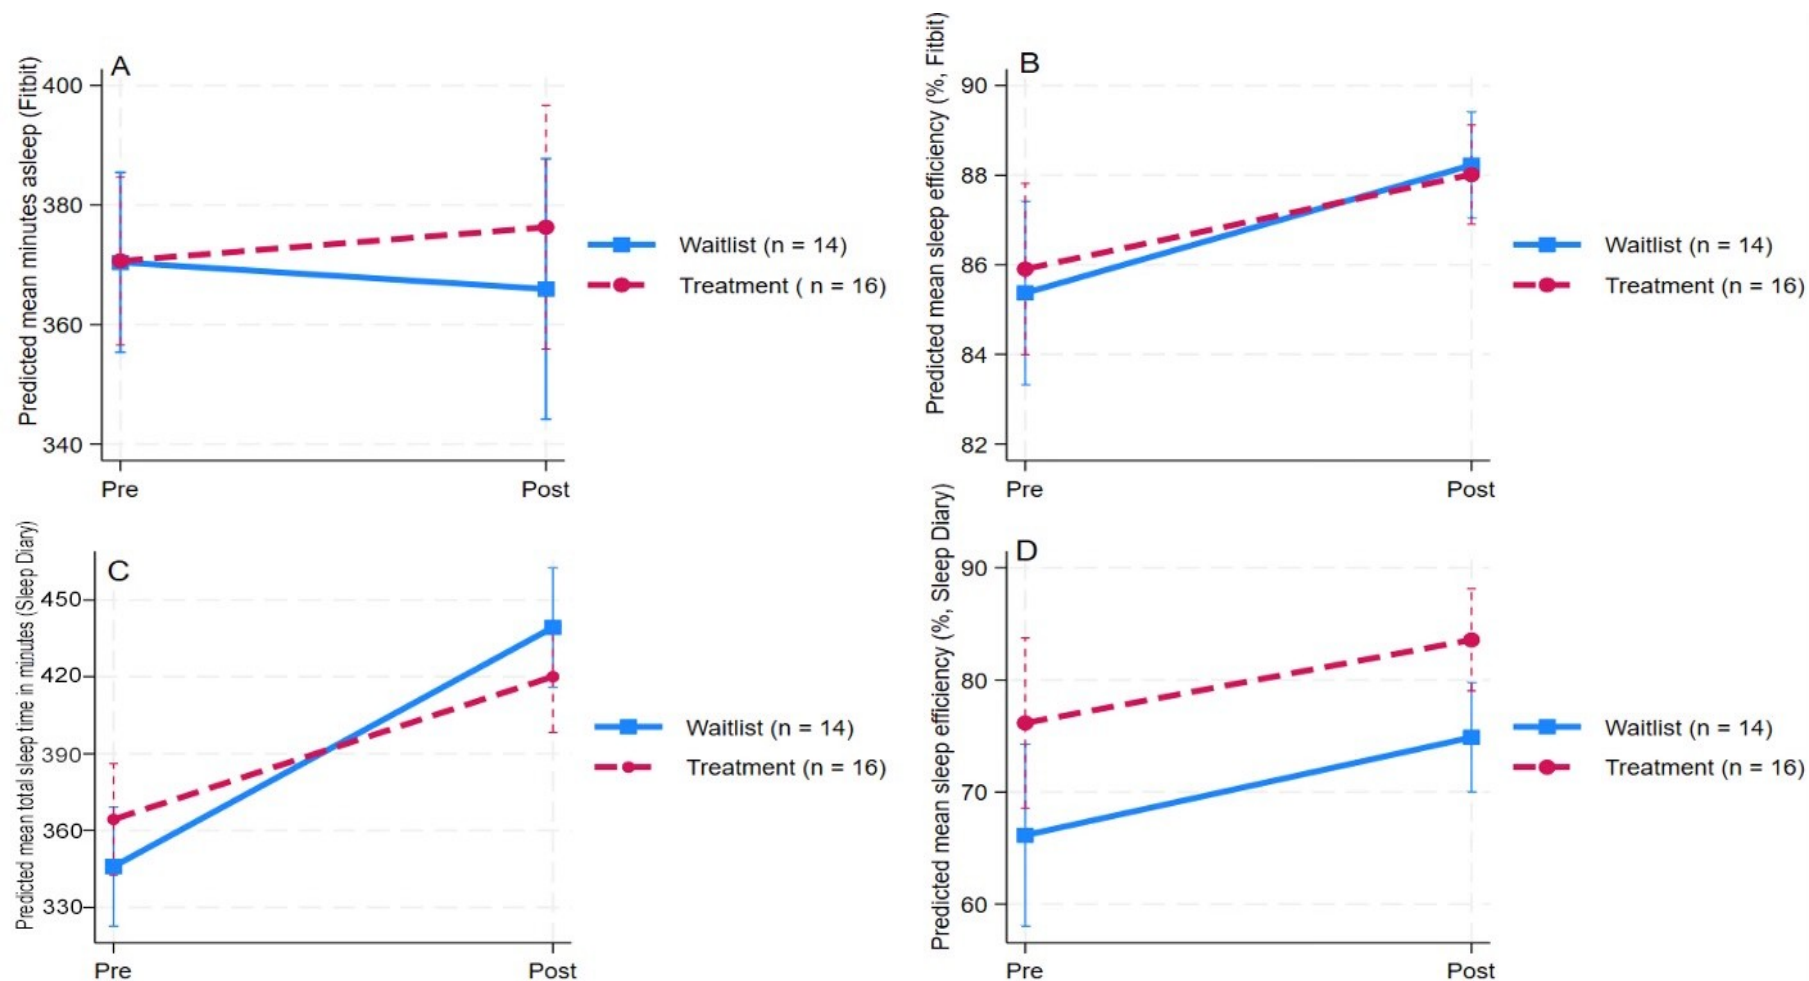 A
Predicted mean minutes asleep (Fitbit)
400
380
360
340
Pre
Post
Waitlist (n = 14)
Treatment ( n = 16)
B
Predicted mean sleep efficiency (%, Fitbit)
90
88
86
84
82
Pre
Post
Waitlist (n = 14)
Treatment (n = 16)
C
Predicted mean total sleep time in minutes (Sleep Diary)
450
420
390
360
330
Pre
Post
Waitlist (n = 14)
Treatment (n = 16)
D
Predicted mean sleep efficiency (%, Sleep Diary)
90
80
70
60
Pre
Post
Waitlist (n = 14)
Treatment (n = 16)